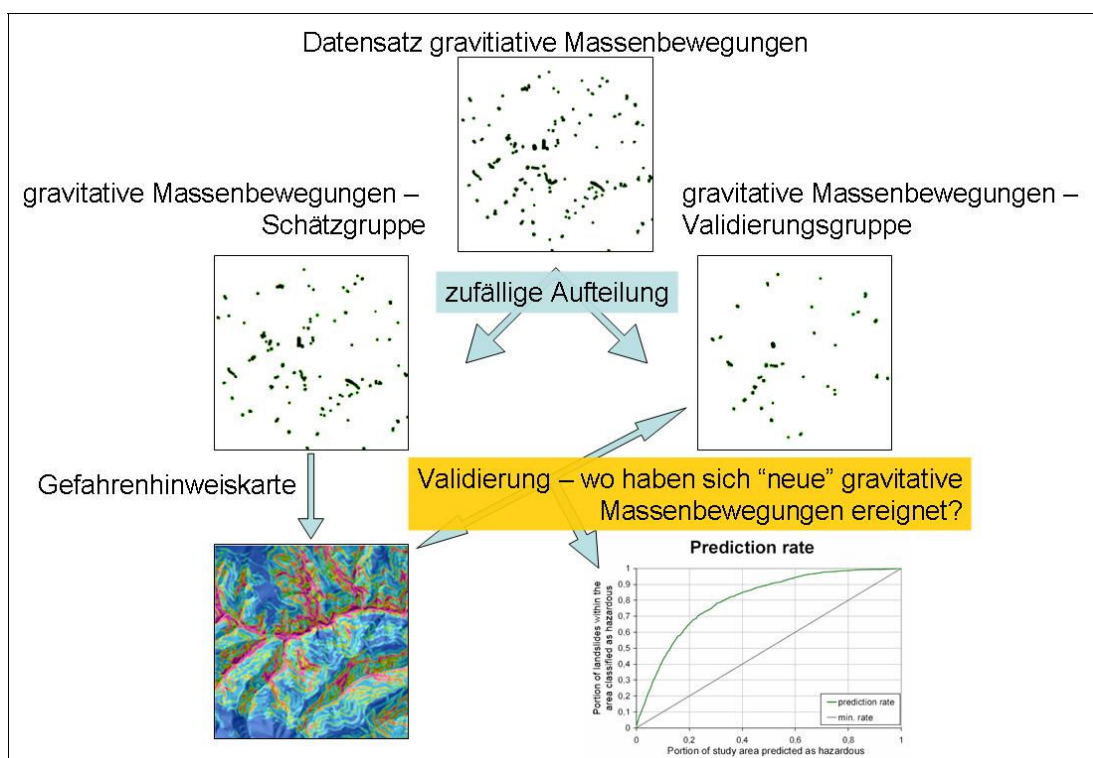 Datensatz gravitiative Massenbewegungen
gravitative Massenbewegungen –
Schätzgruppe
gravitative Massenbewegungen –
Validierungsgruppe
zufällige Aufteilung
Gefahrenhinweiskarte
Validierung – wo haben sich “neue” gravitative
Massenbewegungen ereignet?
Prediction rate
Portion of landslides within the
area classified as hazardous
1
0.9
0.8
0.7
0.6
0.5
0.4
0.3
0.2
0.1
0
0 0.2 0.4 0.6 0.8 1
prediction rate
min. rate
Portion of study area predicted as hazardous